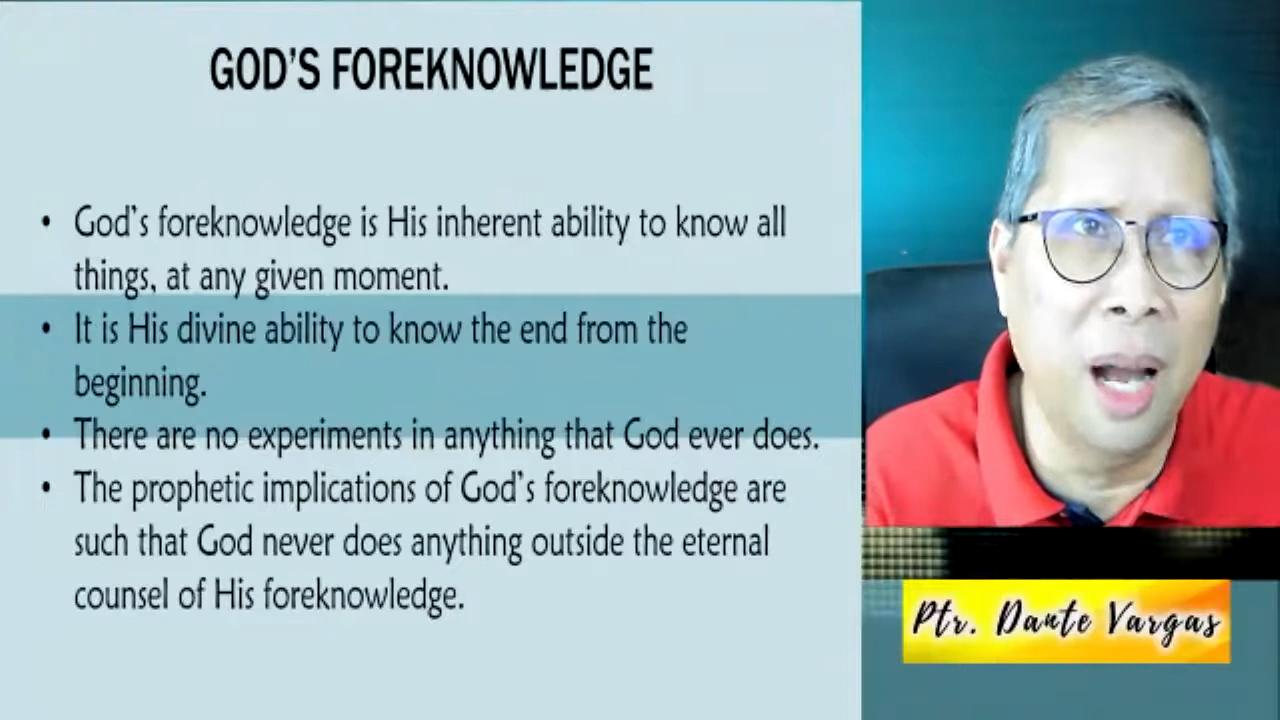 GOD'S FOREKNOWLEDGE
• God's foreknowledge is His inherent ability to know all
things, at any given moment.
• It is His divine ability to know the end from the
beginning.
• There are no experiments in anything that God ever does.
• The prophetic implications of God's foreknowledge are
such that God never does anything outside the eternal
counsel of His foreknowledge.
Ptr. Dante Vargas